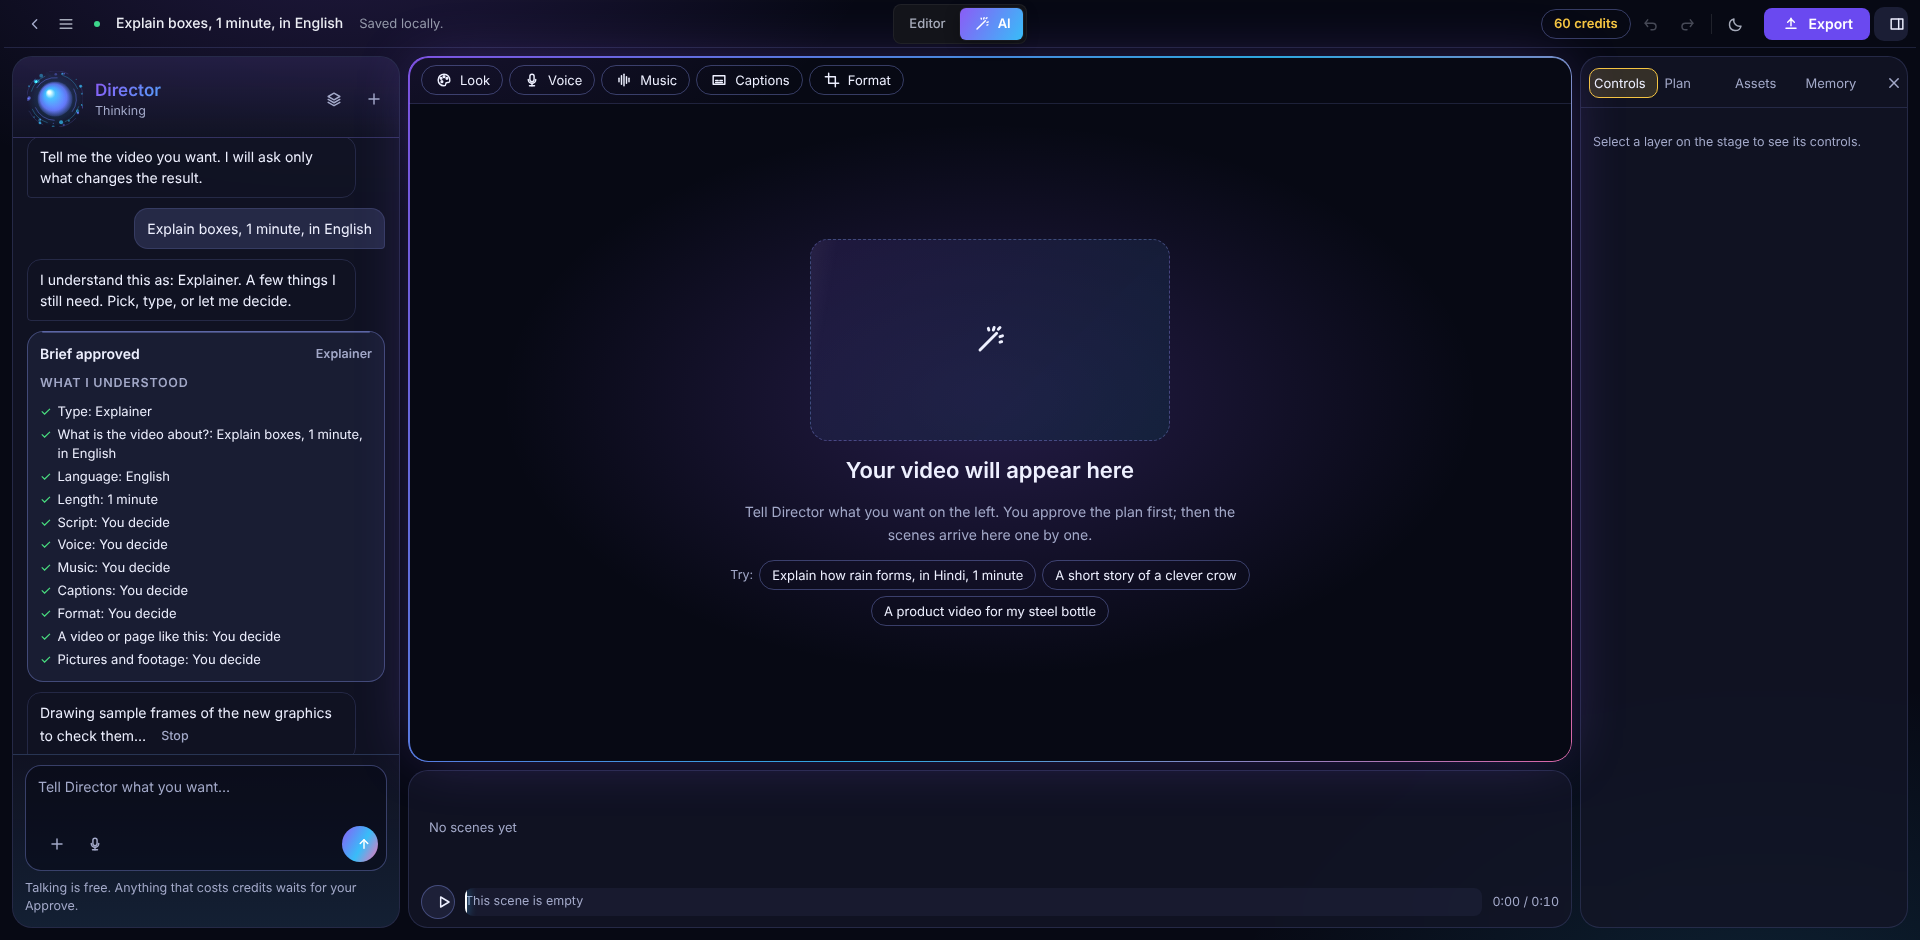 Explain boxes, 1 minute, in English
Saved locally.
Editor
AI
60 credits
Export
Director
Thinking
Tell me the video you want. I will ask only
what changes the result.
Explain boxes, 1 minute, in English
I understand this as: Explainer. A few things I
still need. Pick, type, or let me decide.
Brief approved
Explainer
WHAT I UNDERSTOOD
Type: Explainer
What is the video about?: Explain boxes, 1 minute,
in English
Language: English
Length: 1 minute
Script: You decide
Voice: You decide
Music: You decide
Captions: You decide
Format: You decide
A video or page like this: You decide
Pictures and footage: You decide
Drawing sample frames of the new graphics
to check them...
Stop
Tell Director what you want...
Talking is free. Anything that costs credits waits for your
Approve.
Look
Voice
Music
Captions
Format
Your video will appear here
Tell Director what you want on the left. You approve the plan first; then the
scenes arrive here one by one.
Try:
Explain how rain forms, in Hindi, 1 minute
A short story of a clever crow
A product video for my steel bottle
No scenes yet
This scene is empty
0:00 / 0:10
Controls
Plan
Assets
Memory
Select a layer on the stage to see its controls.